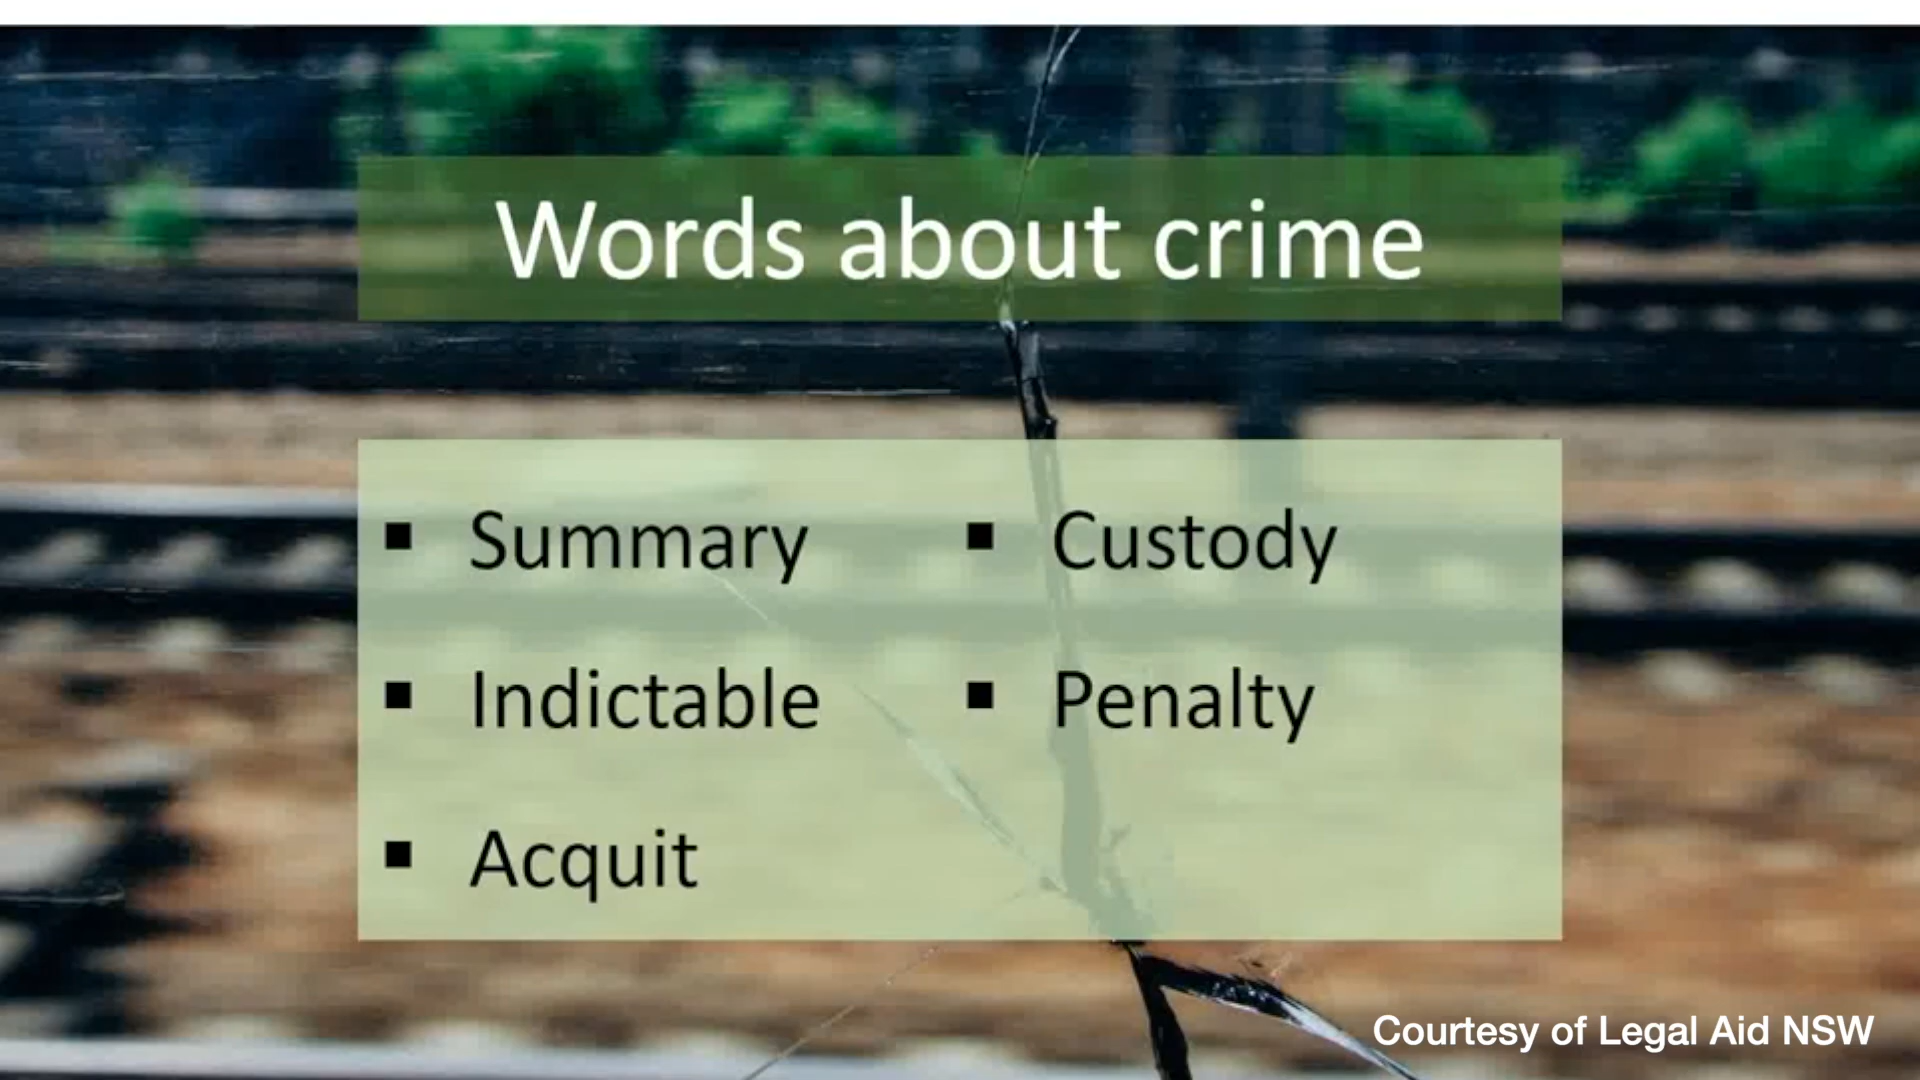 Words about crime
▪ Summary
▪ Indictable
▪ Acquit
▪ Custody
▪ Penalty
Courtesy of Legal Aid NSW